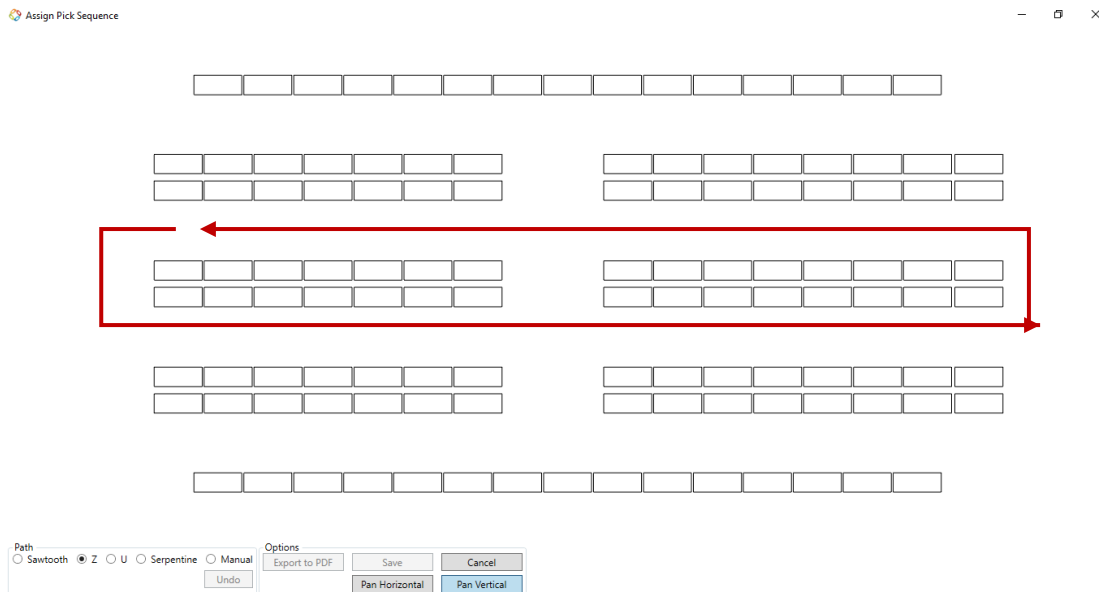 Assign Pick Sequence
Path
Sawtooth Z U Serpentine Manual
Undo
Options
Export to PDF Save Cancel
Pan Horizontal Pan Vertical